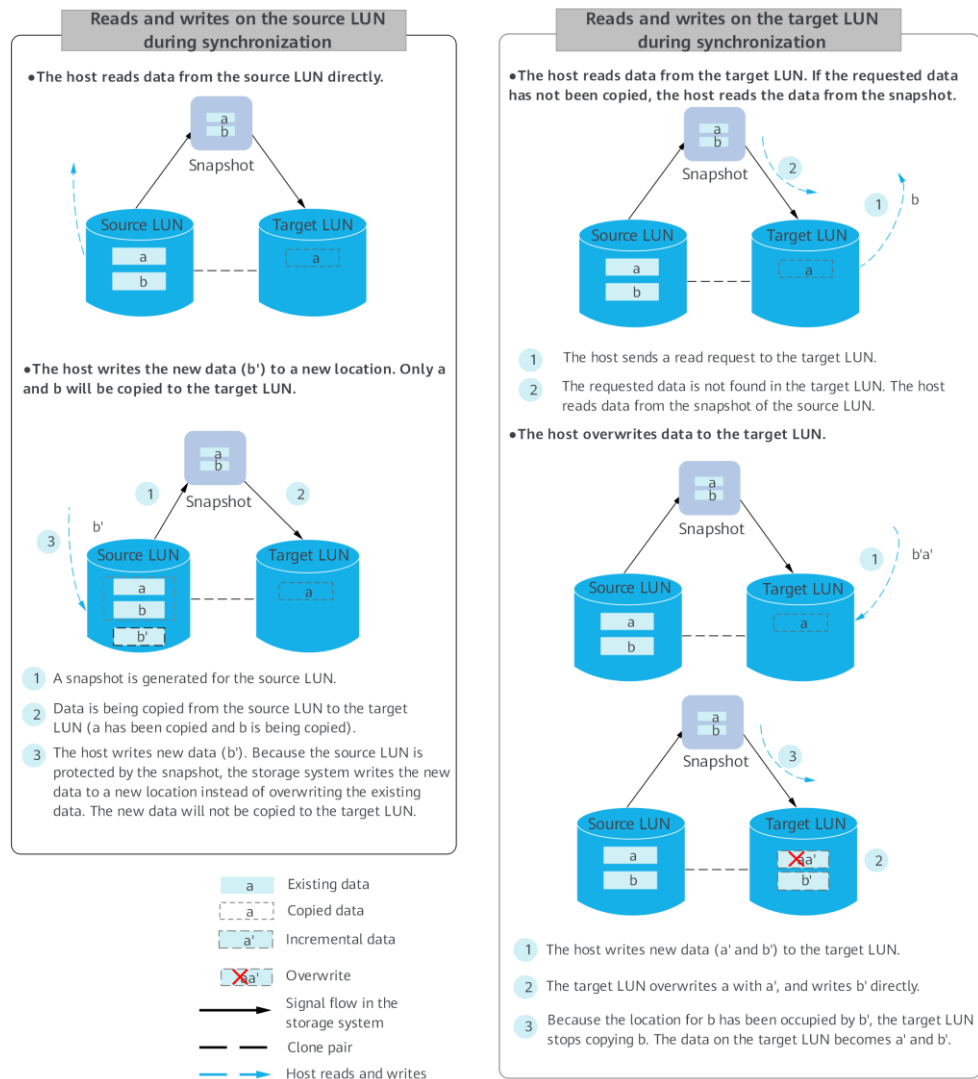 Reads and writes on the source LUN
during synchronization
●The host reads data from the source LUN directly.
a
b
Snapshot
Source LUN
Target LUN
a
a
b
●The host writes the new data (b') to a new location. Only a
and b will be copied to the target LUN.
a
b
1
2
Snapshot
3
b'
Source LUN
Target LUN
a
a
b
b'
1 A snapshot is generated for the source LUN.
2 Data is being copied from the source LUN to the target
LUN (a has been copied and b is being copied).
3 The host writes new data (b'). Because the source LUN is
protected by the snapshot, the storage system writes the new
data to a new location instead of overwriting the existing
data. The new data will not be copied to the target LUN.
a Existing data
a Copied data
a' Incremental data
aa' Overwrite
Signal flow in the
storage system
Clone pair
Host reads and writes
Reads and writes on the target LUN
during synchronization
●The host reads data from the target LUN. If the requested data
has not been copied, the host reads the data from the snapshot.
a
b
Snapshot
2
1
b
Source LUN
Target LUN
a
a
b
1 The host sends a read request to the target LUN.
2 The requested data is not found in the target LUN. The host
reads data from the snapshot of the source LUN.
●The host overwrites data to the target LUN.
a
b
Snapshot
1
b'a'
Source LUN
Target LUN
a
a
b
a
b
Snapshot
3
Source LUN
Target LUN
a
aa'
2
b
b'
1 The host writes new data (a' and b') to the target LUN.
2 The target LUN overwrites a with a', and writes b' directly.
3 Because the location for b has been occupied by b', the target LUN
stops copying b. The data on the target LUN becomes a' and b'.